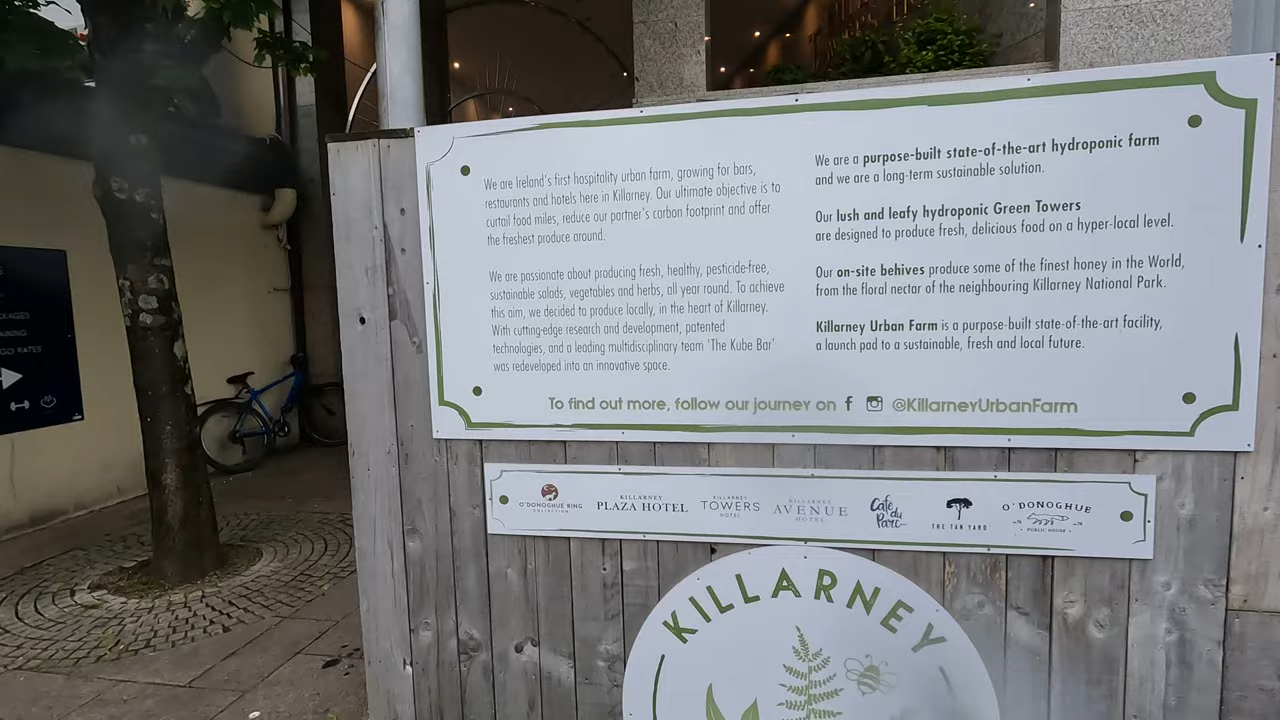 We are Ireland's first hospitality urban farm, growing for bars,
restaurants and hotels here in Killarney. Our ultimate objective is to
curtail food miles, reduce our partner's carbon footprint and offer
the freshest produce around.
We are passionate about producing fresh, healthy, pesticide-free,
sustainable salads, vegetables and herbs, all year round. To achieve
this aim, we decided to produce locally, in the heart of Killarney.
With cutting-edge research and development, patented
technologies, and a leading multidisciplinary team 'The Kube Bar'
was redeveloped into an innovative space.
We are a purpose-built state-of-the-art hydroponic farm
and we are a long-term sustainable solution.
Our lush and leafy hydroponic Green Towers
are designed to produce fresh, delicious food on a hyper-local level.
Our on-site behives produce some of the finest honey in the World,
from the floral nectar of the neighbouring Killarney National Park.
Killarney Urban Farm is a purpose-built state-of-the-art facility,
a launch pad to a sustainable, fresh and local future.
To find out more, follow our journey on f @KillarneyUrbanFarm
O'DONOGHUE RING
COLLECTION
KILLARNEY
PLAZA HOTEL
KILLARNEY
TOWERS
HOTEL
KILLARNEY
AVENUE
HOTEL
Cafe
du
Parc
THE TAN YARD
O'DONOGHUE
PUBLIC HOUSE
KILLARNEY
RATES